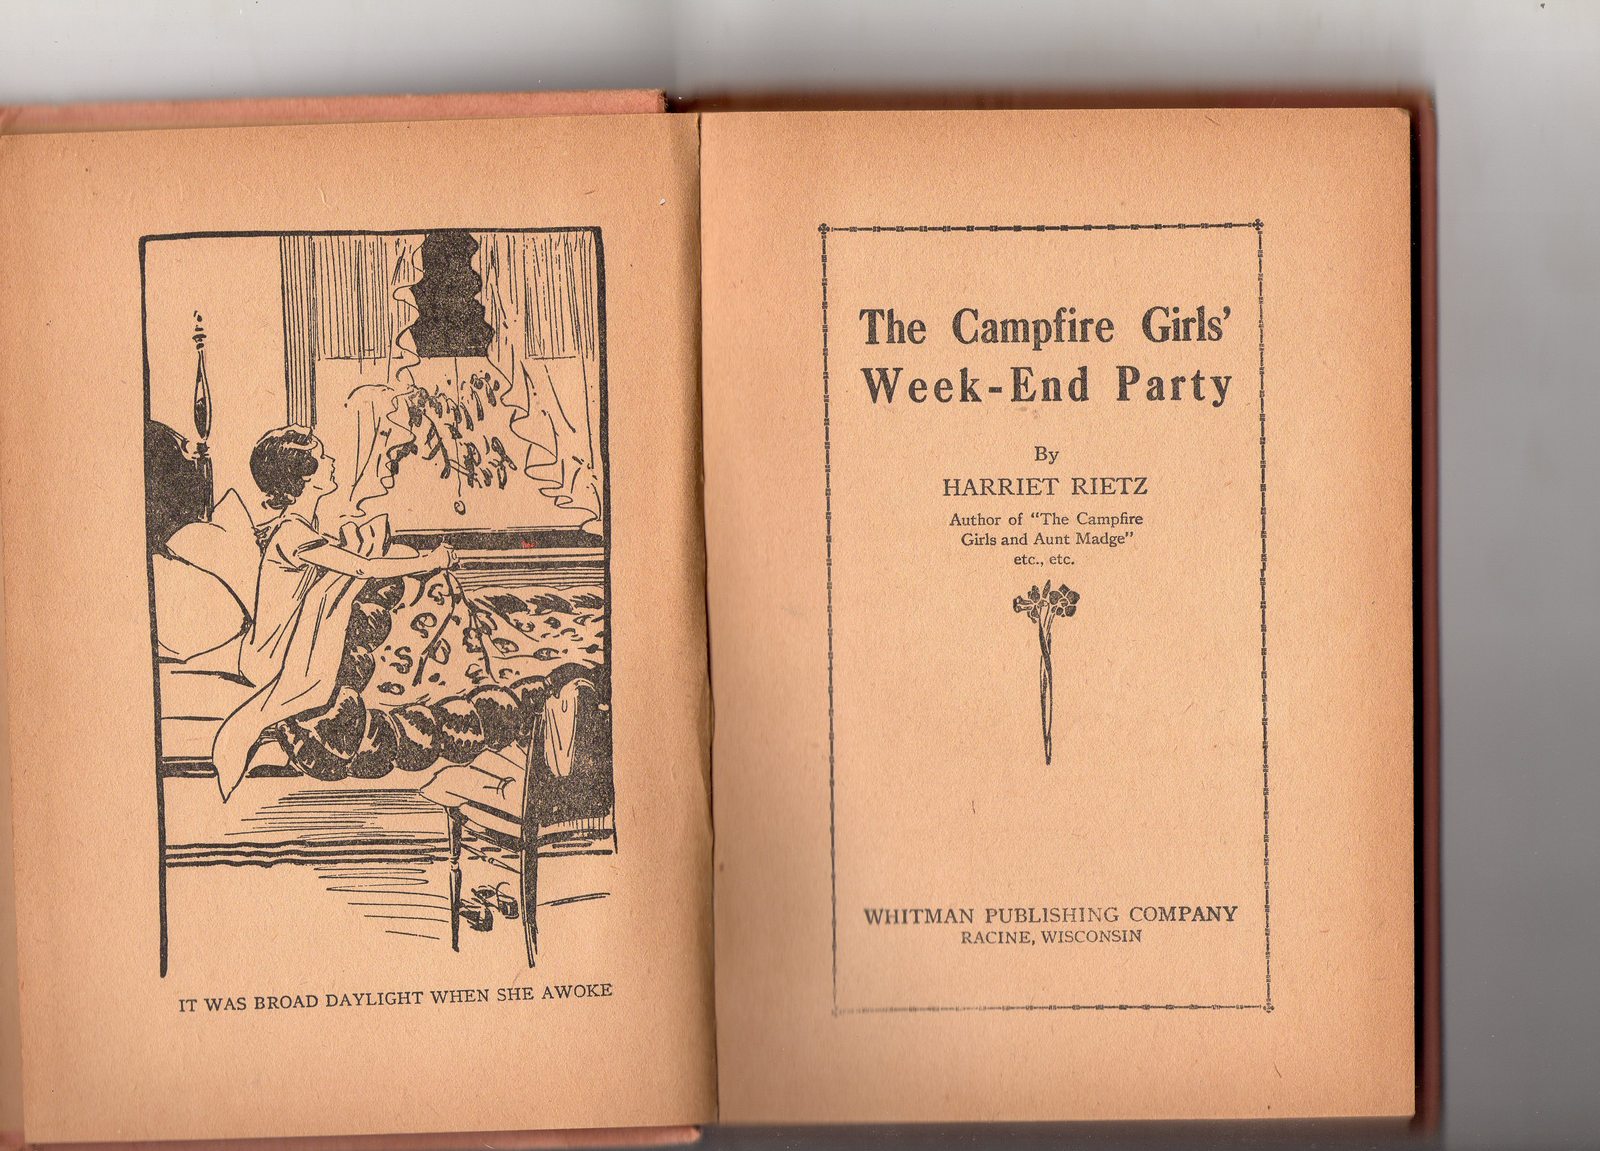 IT WAS BROAD DAYLIGHT WHEN SHE AWOKE
The Campfire Girls'
Week-End Party
By
HARRIET RIETZ
Author of "The Campfire
Girls and Aunt Madge"
etc., etc.
WHITMAN PUBLISHING COMPANY
RACINE, WISCONSIN